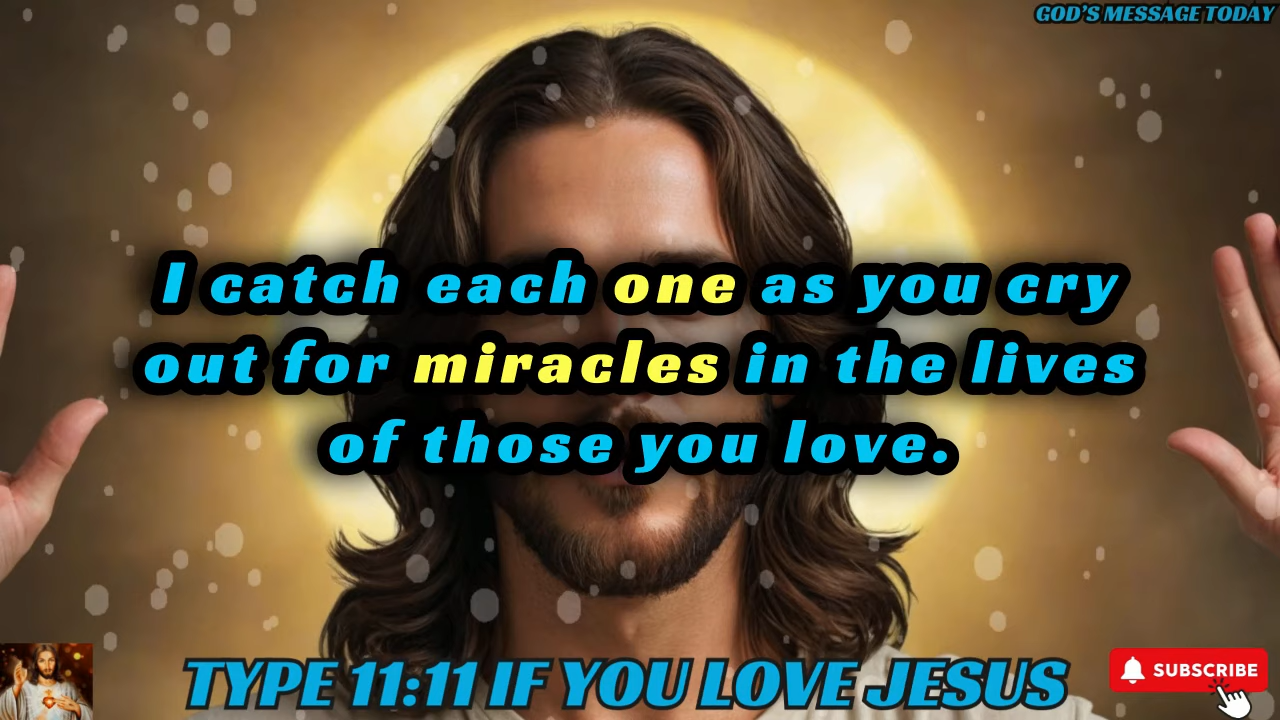 GOD'S MESSAGE TODAY
I catch each one as you cry
out for miracles in the lives
of those you love.
TYPE 11:11 IF YOU LOVE JESUS
SUBSCRIBE